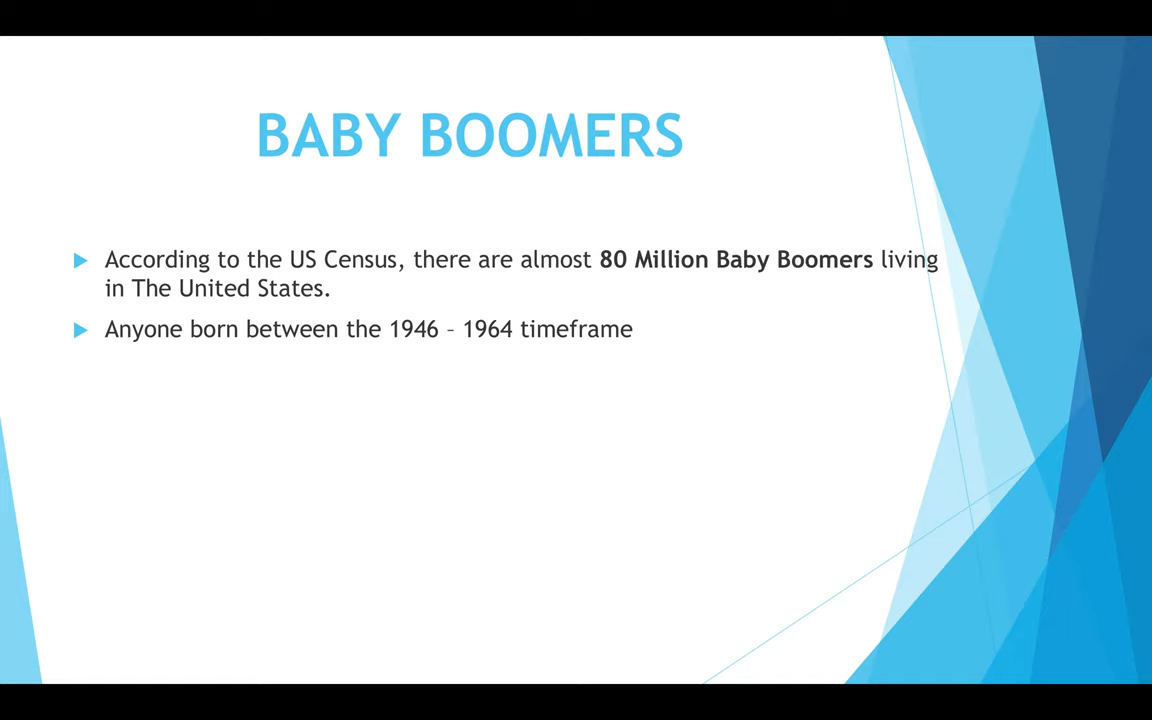 BABY BOOMERS
According to the US Census, there are almost 80 Million Baby Boomers living
in The United States.
Anyone born between the 1946 – 1964 timeframe